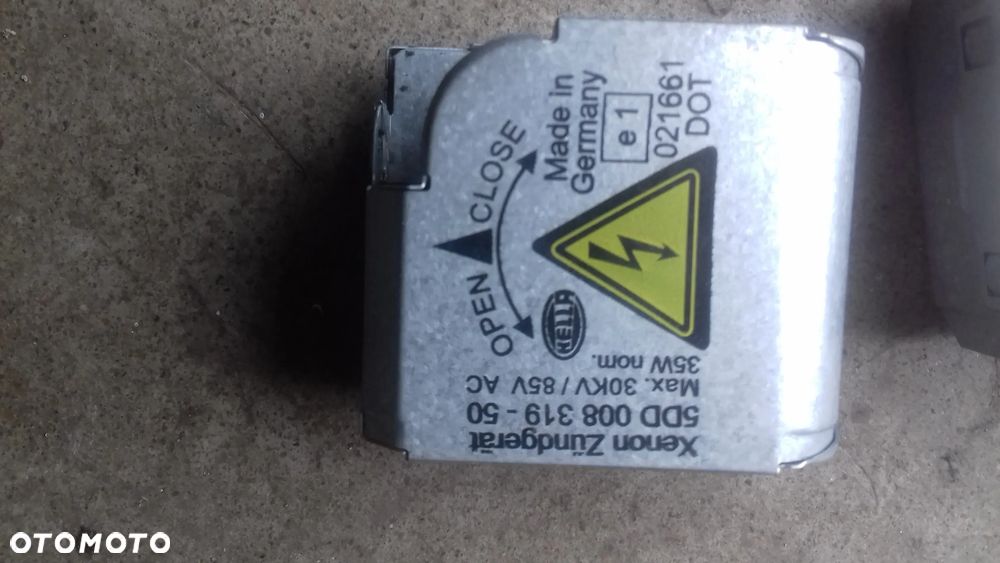 Xenon Zündgerät
5DD 008 319 - 50
Max. 30KV / 85V AC
35W nom.
HELLA
OPEN CLOSE
Made in
Germany
e 1
0216661
DOT
OTOMOTO